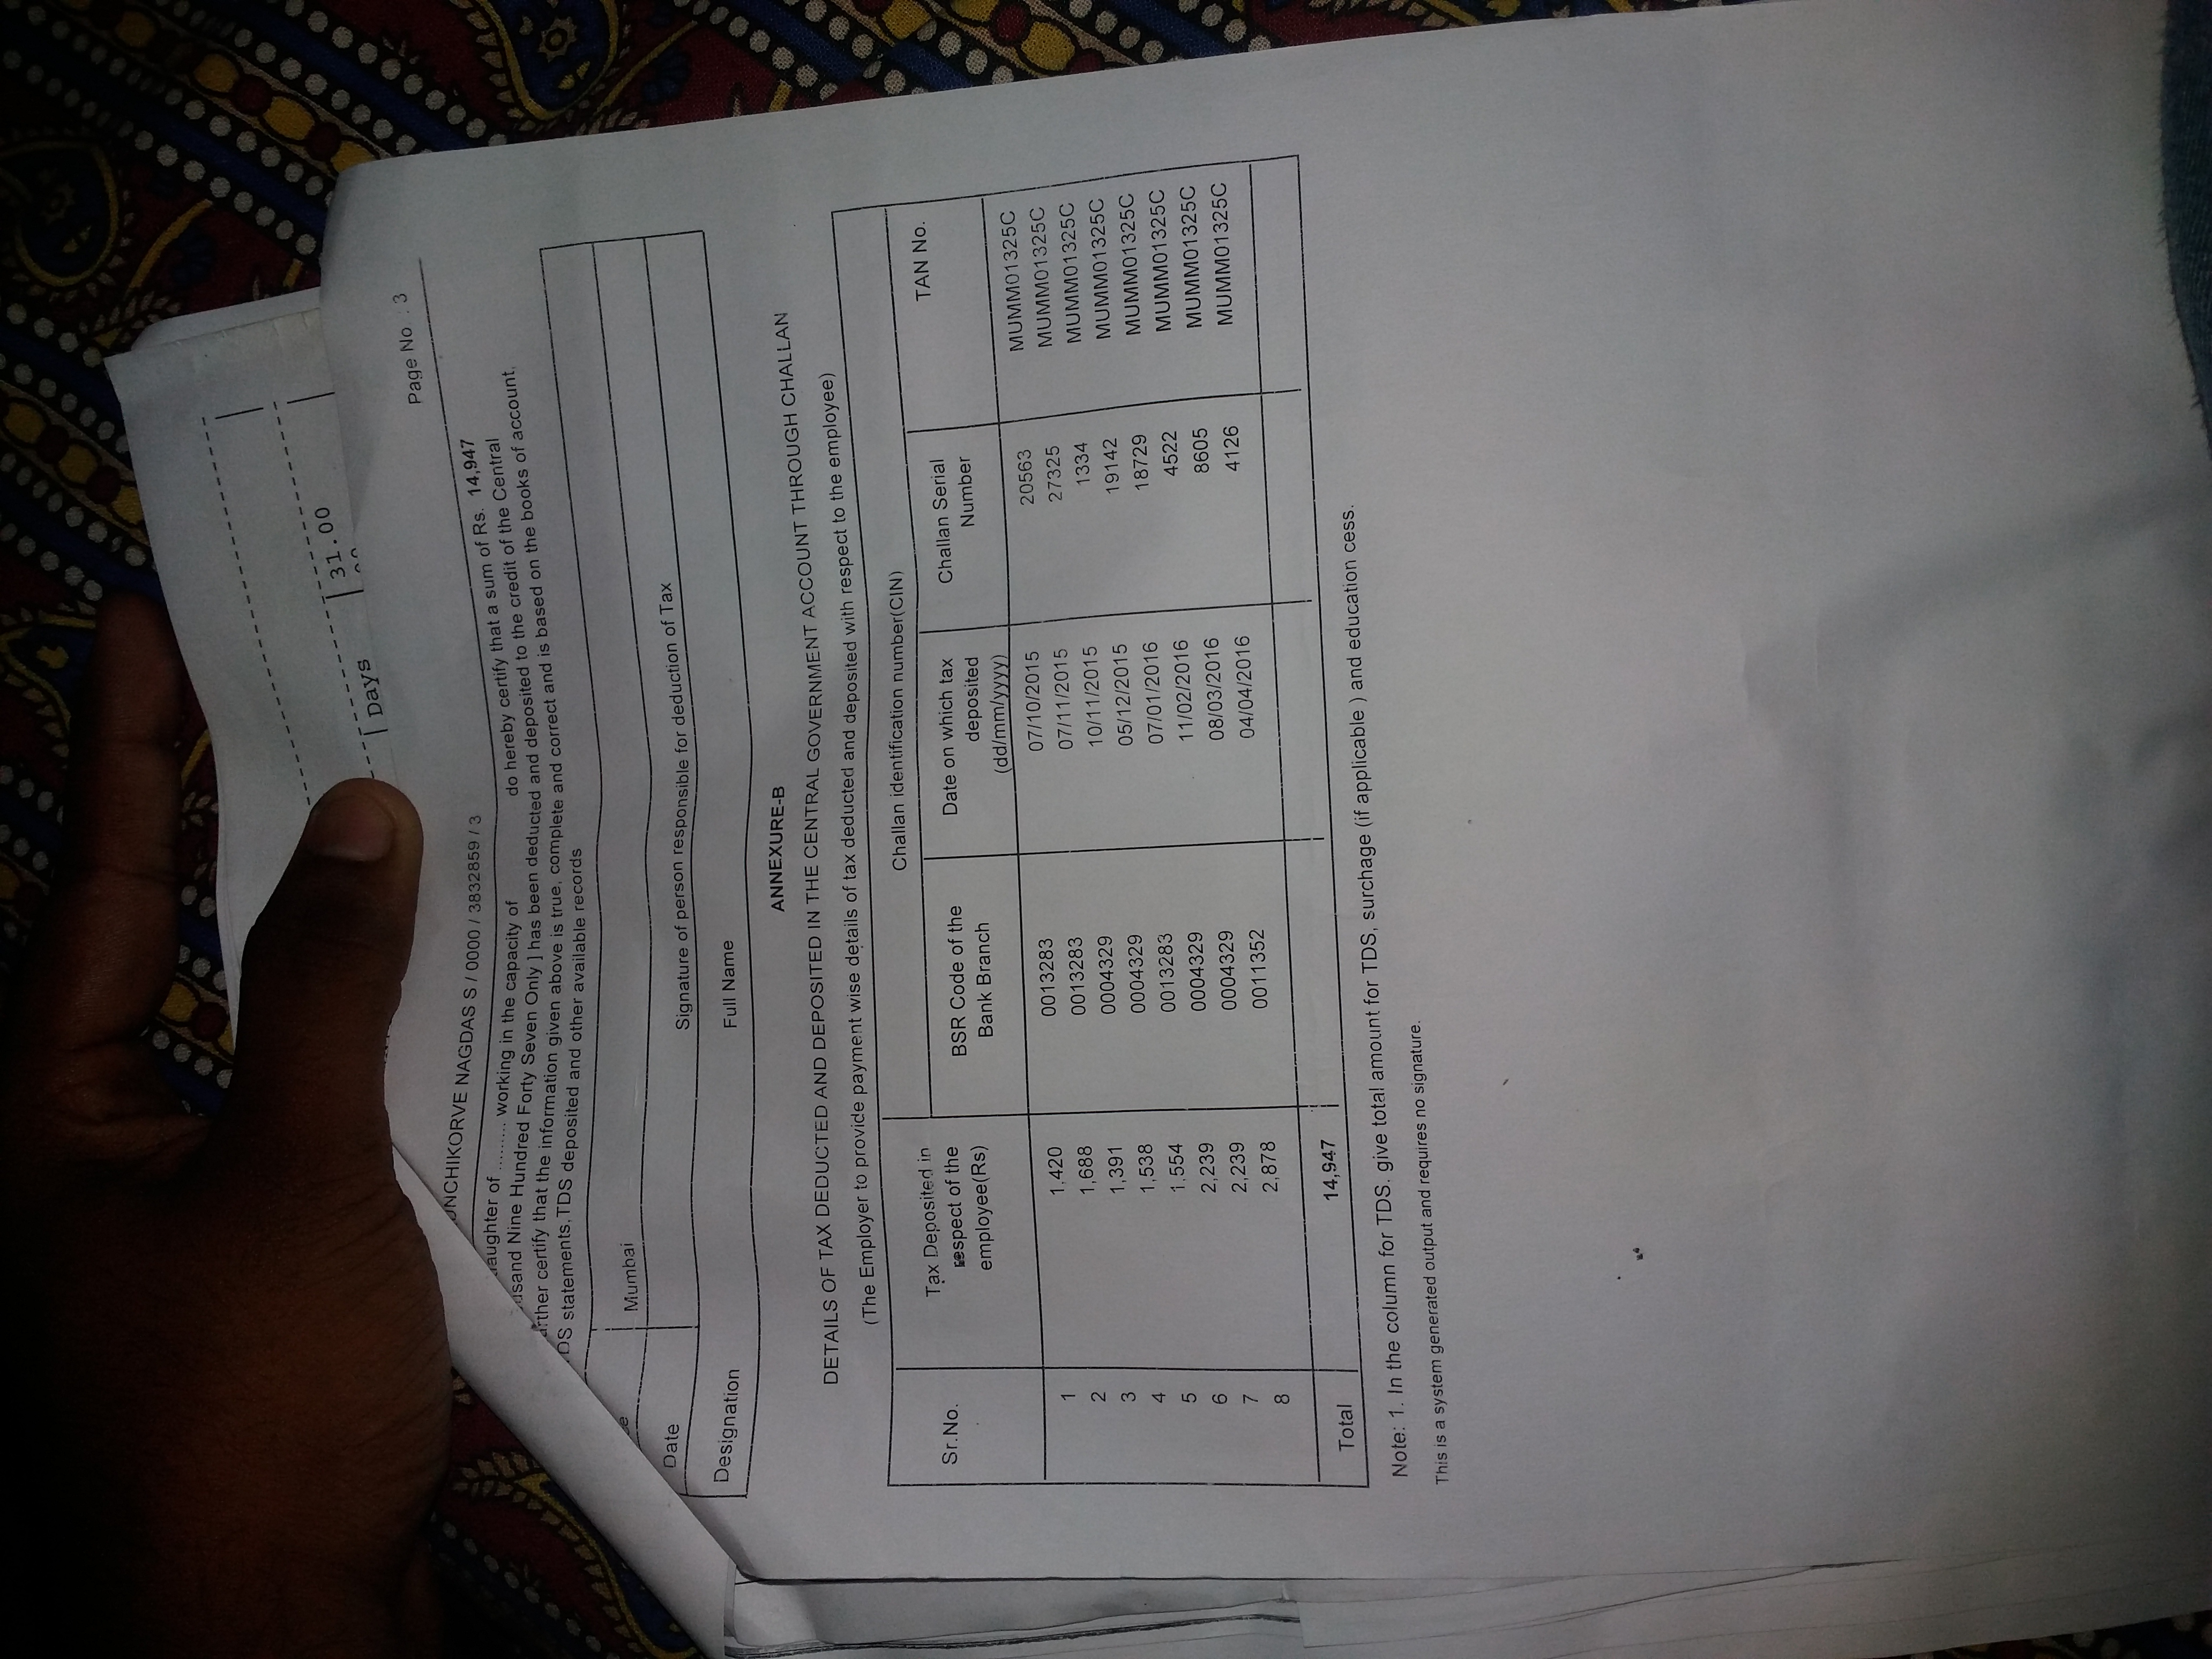 Days | 31.00
Page No : 3
UNCHIKORVE NAGDAS S / 0000 / 3832859 / 3
aughter of ......... working in the capacity of do hereby certify that a sum of Rs. 14,947
usand Nine Hundred Forty Seven Only ] has been deducted and deposited to the credit of the Central
rther certify that the information given above is true, complete and correct and is based on the books of account,
DS statements, TDS deposited and other available records
e Mumbai
Date Signature of person responsible for deduction of Tax
Designation Full Name
ANNEXURE-B
DETAILS OF TAX DEDUCTED AND DEPOSITED IN THE CENTRAL GOVERNMENT ACCOUNT THROUGH CHALLAN
(The Employer to provide payment wise details of tax deducted and deposited with respect to the employee)
Challan identification number(CIN)
Sr.No. Tax Deposited in respect of the employee(Rs) BSR Code of the Bank Branch Date on which tax deposited (dd/mm/yyyy) Challan Serial Number TAN No.
1 1,420 0013283 07/10/2015 20563 MUMM01325C
2 1,688 0013283 07/11/2015 27325 MUMM01325C
3 1,391 0004329 10/11/2015 1334 MUMM01325C
4 1,538 0004329 05/12/2015 19142 MUMM01325C
5 1,554 0013283 07/01/2016 18729 MUMM01325C
6 2,239 0004329 11/02/2016 4522 MUMM01325C
7 2,239 0004329 08/03/2016 8605 MUMM01325C
8 2,878 0011352 04/04/2016 4126 MUMM01325C
Total 14,947
Note: 1. In the column for TDS. give total amount for TDS, surchage (if applicable ) and education cess.
This is a system generated output and requires no signature.